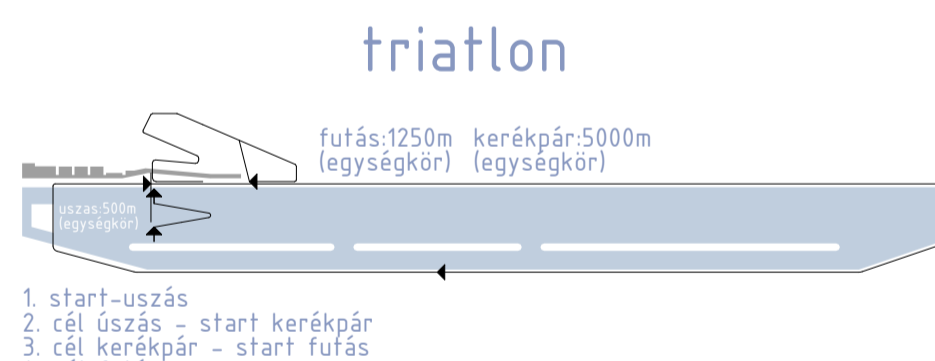 triatlon
futás:1250m kerékpár:5000m
(egységkör) (egységkör)
uszas:500m
(egységkör)
1. start-uszás
2. cél úszás - start kerékpár
3. cél kerékpár - start futás